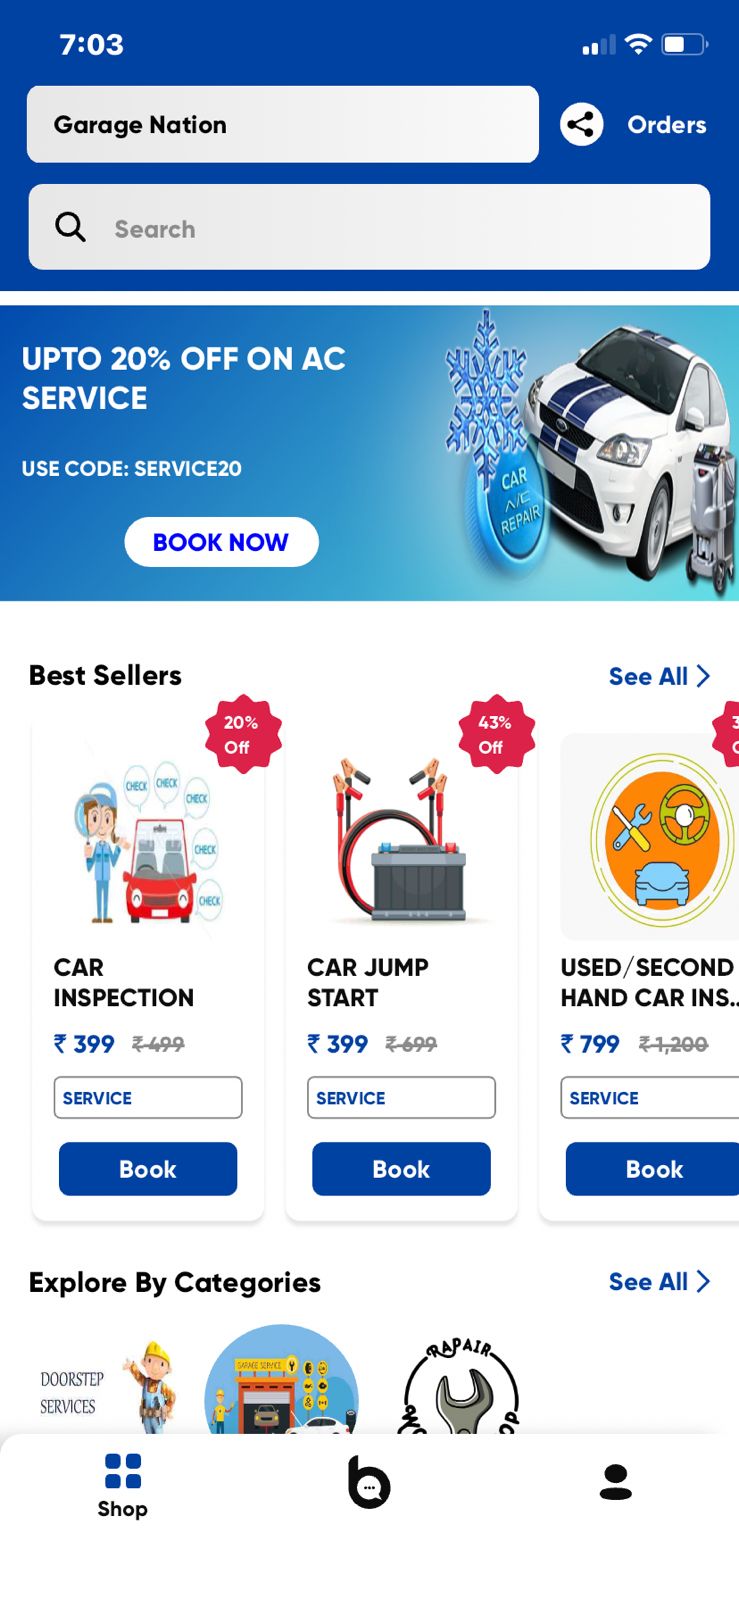 7:03
Garage Nation
Orders
Search
UPTO 20% OFF ON AC
SERVICE
USE CODE: SERVICE20
BOOK NOW
CAR
A/C
REPAIR
Best Sellers
See All
20%
Off
43%
Off
CHECK
CHECK
CHECK
CHECK
CHECK
CAR
INSPECTION
₹ 399 ₹ 499
SERVICE
Book
CAR JUMP
START
₹ 399 ₹ 699
SERVICE
Book
USED/SECOND
HAND CAR INS..
₹ 799 ₹ 1,200
SERVICE
Book
Explore By Categories
See All
DOORSTEP
SERVICES
GARAGE SERVICE
RAPAIR
Shop